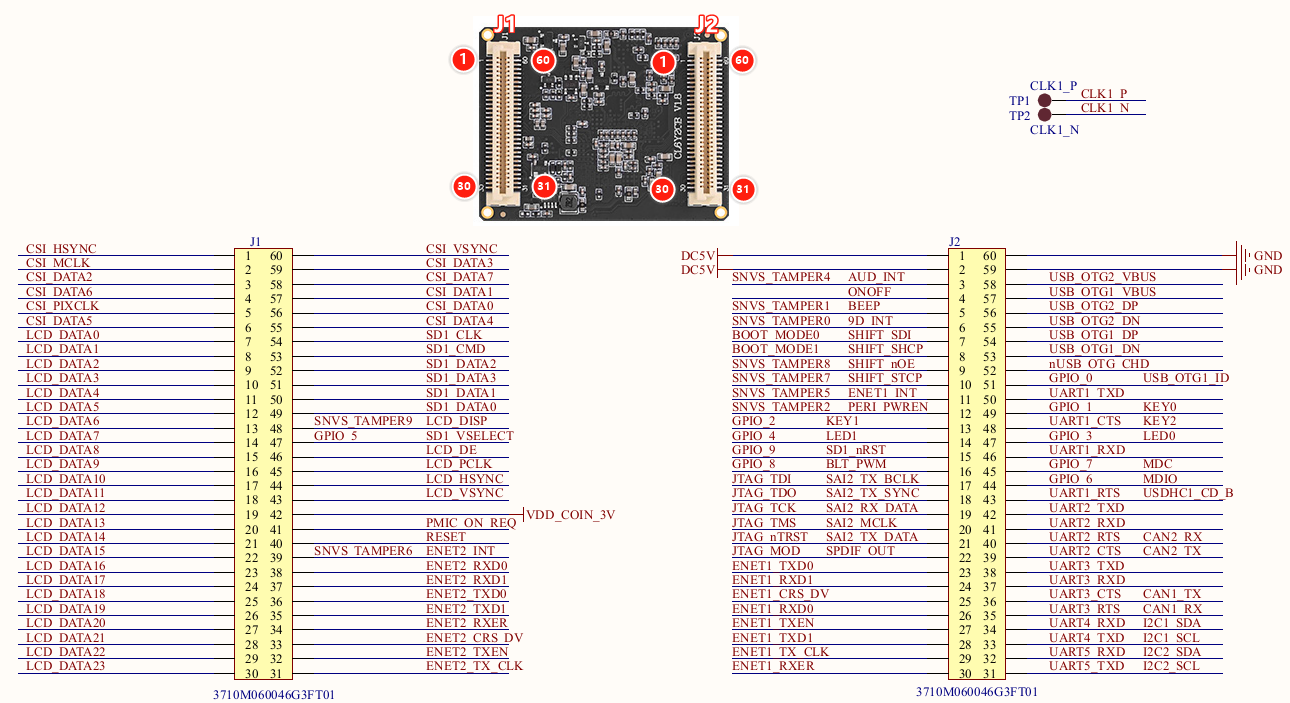 J1 J2
1 60 1 60
30 31 30 31
CL6Y2CB V1.8
CLK1_P
TP1 CLK1_P
TP2 CLK1_N
CLK1_N
J1
CSI_HSYNC 1 60 CSI_VSYNC
CSI_MCLK 2 59 CSI_DATA3
CSI_DATA2 3 58 CSI_DATA7
CSI_DATA6 4 57 CSI_DATA1
CSI_PIXCLK 5 56 CSI_DATA0
CSI_DATA5 6 55 CSI_DATA4
LCD_DATA0 7 54 SD1_CLK
LCD_DATA1 8 53 SD1_CMD
LCD_DATA2 9 52 SD1_DATA2
LCD_DATA3 10 51 SD1_DATA3
LCD_DATA4 11 50 SD1_DATA1
LCD_DATA5 12 49 SD1_DATA0
LCD_DATA6 13 48 SNVS_TAMPER9 LCD_DISP
LCD_DATA7 14 47 GPIO_5 SD1_VSELECT
LCD_DATA8 15 46 LCD_DE
LCD_DATA9 16 45 LCD_PCLK
LCD_DATA10 17 44 LCD_HSYNC
LCD_DATA11 18 43 LCD_VSYNC
LCD_DATA12 19 42 VDD_COIN_3V
LCD_DATA13 20 41 PMIC_ON_REQ
LCD_DATA14 21 40 RESET
LCD_DATA15 22 39 SNVS_TAMPER6 ENET2_INT
LCD_DATA16 23 38 ENET2_RXD0
LCD_DATA17 24 37 ENET2_RXD1
LCD_DATA18 25 36 ENET2_TXD0
LCD_DATA19 26 35 ENET2_TXD1
LCD_DATA20 27 34 ENET2_RXER
LCD_DATA21 28 33 ENET2_CRS_DV
LCD_DATA22 29 32 ENET2_TXEN
LCD_DATA23 30 31 ENET2_TX_CLK
3710M060046G3FT01
J2
DC5V 1 60 GND
DC5V 2 59 GND
SNVS_TAMPER4 AUD_INT 3 58 USB_OTG2_VBUS
ONOFF 4 57 USB_OTG1_VBUS
SNVS_TAMPER1 BEEP 5 56 USB_OTG2_DP
SNVS_TAMPER0 9D_INT 6 55 USB_OTG2_DN
BOOT_MODE0 SHIFT_SDI 7 54 USB_OTG1_DP
BOOT_MODE1 SHIFT_SHCP 8 53 USB_OTG1_DN
SNVS_TAMPER8 SHIFT_nOE 9 52 nUSB_OTG_CHD
SNVS_TAMPER7 SHIFT_STCP 10 51 GPIO_0 USB_OTG1_ID
SNVS_TAMPER5 ENET1_INT 11 50 UART1_TXD
SNVS_TAMPER2 PERI_PWREN 12 49 GPIO_1 KEY0
GPIO_2 KEY1 13 48 UART1_CTS KEY2
GPIO_4 LED1 14 47 GPIO_3 LED0
GPIO_9 SD1_nRST 15 46 UART1_RXD
GPIO_8 BLT_PWM 16 45 GPIO_7 MDC
JTAG_TDI SAI2_TX_BCLK 17 44 GPIO_6 MDIO
JTAG_TDO SAI2_TX_SYNC 18 43 UART1_RTS USDHC1_CD_B
JTAG_TCK SAI2_RX_DATA 19 42 UART2_TXD
JTAG_TMS SAI2_MCLK 20 41 UART2_RXD
JTAG_nTRST SAI2_TX_DATA 21 40 UART2_RTS CAN2_RX
JTAG_MOD SPDIF_OUT 22 39 UART2_CTS CAN2_TX
ENET1_TXD0 23 38 UART3_TXD
ENET1_RXD1 24 37 UART3_RXD
ENET1_CRS_DV 25 36 UART3_CTS CAN1_TX
ENET1_RXD0 26 35 UART3_RTS CAN1_RX
ENET1_TXEN 27 34 UART4_RXD I2C1_SDA
ENET1_TXD1 28 33 UART4_TXD I2C1_SCL
ENET1_TX_CLK 29 32 UART5_RXD I2C2_SDA
ENET1_RXER 30 31 UART5_TXD I2C2_SCL
3710M060046G3FT01